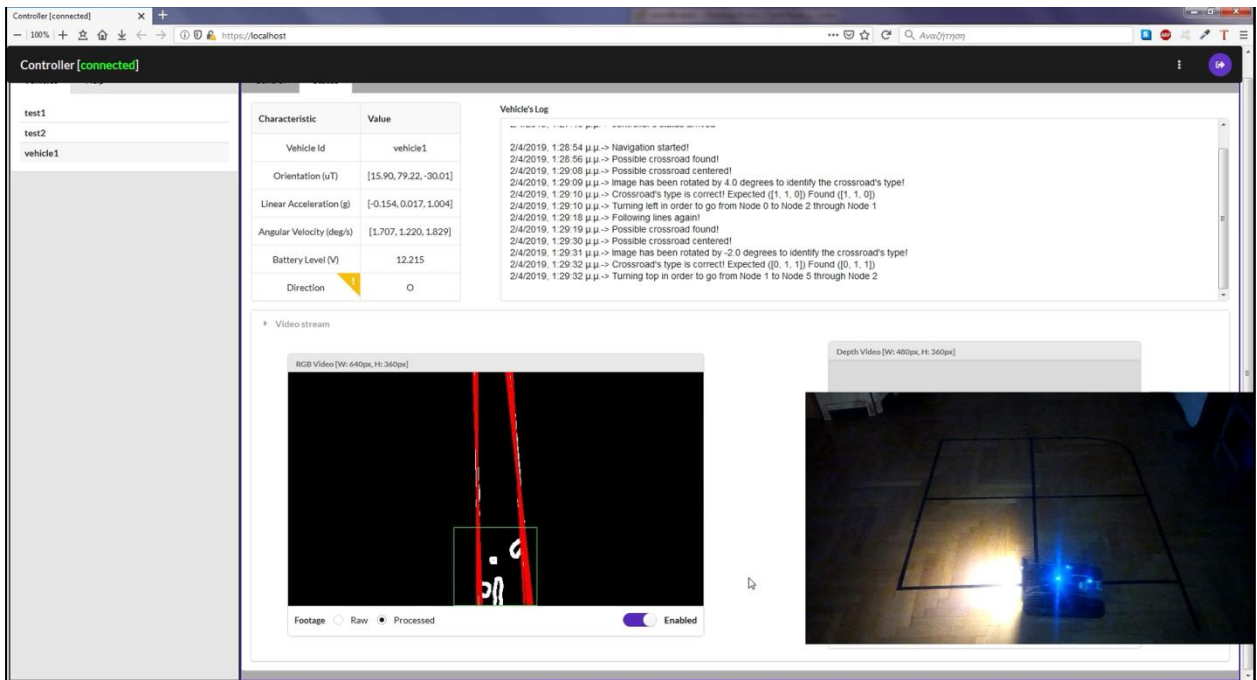 Controller [connected]
100%
https://localhost
Αναζήτηση
Controller [connected]
test1
test2
vehicle1
Characteristic Value
Vehicle Id vehicle1
Orientation (uT) [15.90, 79.22, -30.01]
Linear Acceleration (g) [-0.154, 0.017, 1.004]
Angular Velocity (deg/s) [1.707, 1.220, 1.829]
Battery Level (V) 12.215
Direction O
Vehicle's Log
2/4/2019, 1:28:54 μ.μ.-> Navigation started!
2/4/2019, 1:28:56 μ.μ.-> Possible crossroad found!
2/4/2019, 1:29:08 μ.μ.-> Possible crossroad centered!
2/4/2019, 1:29:09 μ.μ.-> Image has been rotated by 4.0 degrees to identify the crossroad's type!
2/4/2019, 1:29:10 μ.μ.-> Crossroad's type is correct! Expected ([1, 1, 0]) Found ([1, 1, 0])
2/4/2019, 1:29:10 μ.μ.-> Turning left in order to go from Node 0 to Node 2 through Node 1
2/4/2019, 1:29:18 μ.μ.-> Following lines again!
2/4/2019, 1:29:19 μ.μ.-> Possible crossroad found!
2/4/2019, 1:29:30 μ.μ.-> Possible crossroad centered!
2/4/2019, 1:29:31 μ.μ.-> Image has been rotated by -2.0 degrees to identify the crossroad's type!
2/4/2019, 1:29:32 μ.μ.-> Crossroad's type is correct! Expected ([0, 1, 1]) Found ([0, 1, 1])
2/4/2019, 1:29:32 μ.μ.-> Turning top in order to go from Node 1 to Node 5 through Node 2
Video stream
RGB Video [W: 640px, H: 360px]
Depth Video [W: 480px, H: 360px]
Footage Raw Processed Enabled